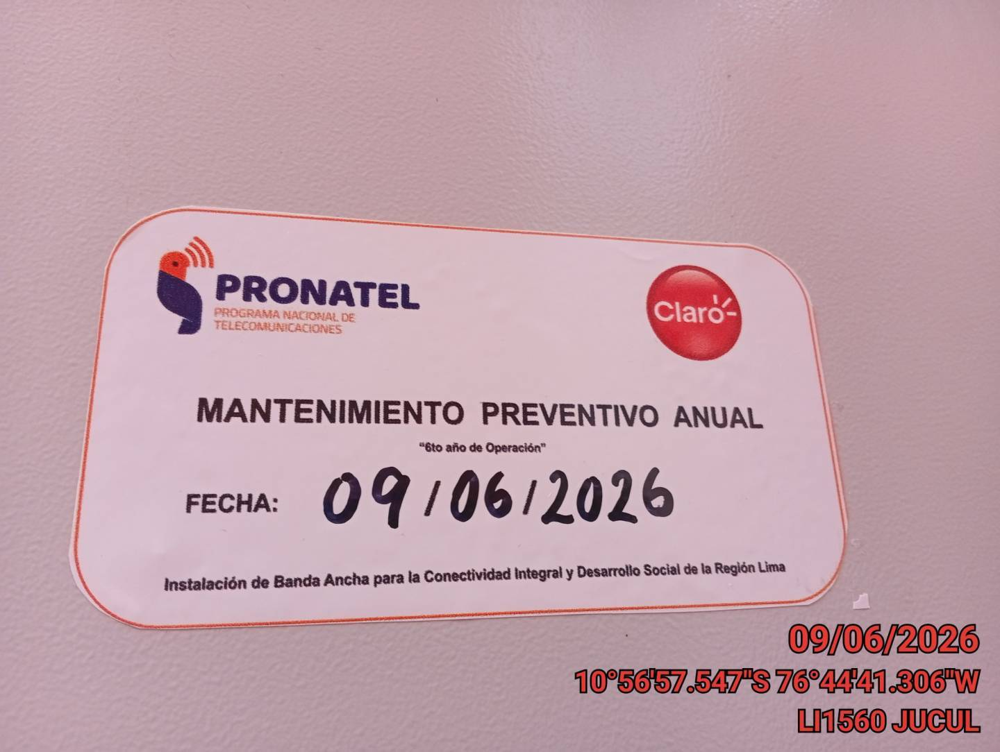 PRONATEL
PROGRAMA NACIONAL DE
TELECOMUNICACIONES
Claro-
MANTENIMIENTO PREVENTIVO ANUAL
"6to año de Operación"
FECHA: 09/06/2026
Instalación de Banda Ancha para la Conectividad Integral y Desarrollo Social de la Región Lima
09/06/2026
10°56'57.547"S 76°44'41.306"W
LI1560 JUCUL